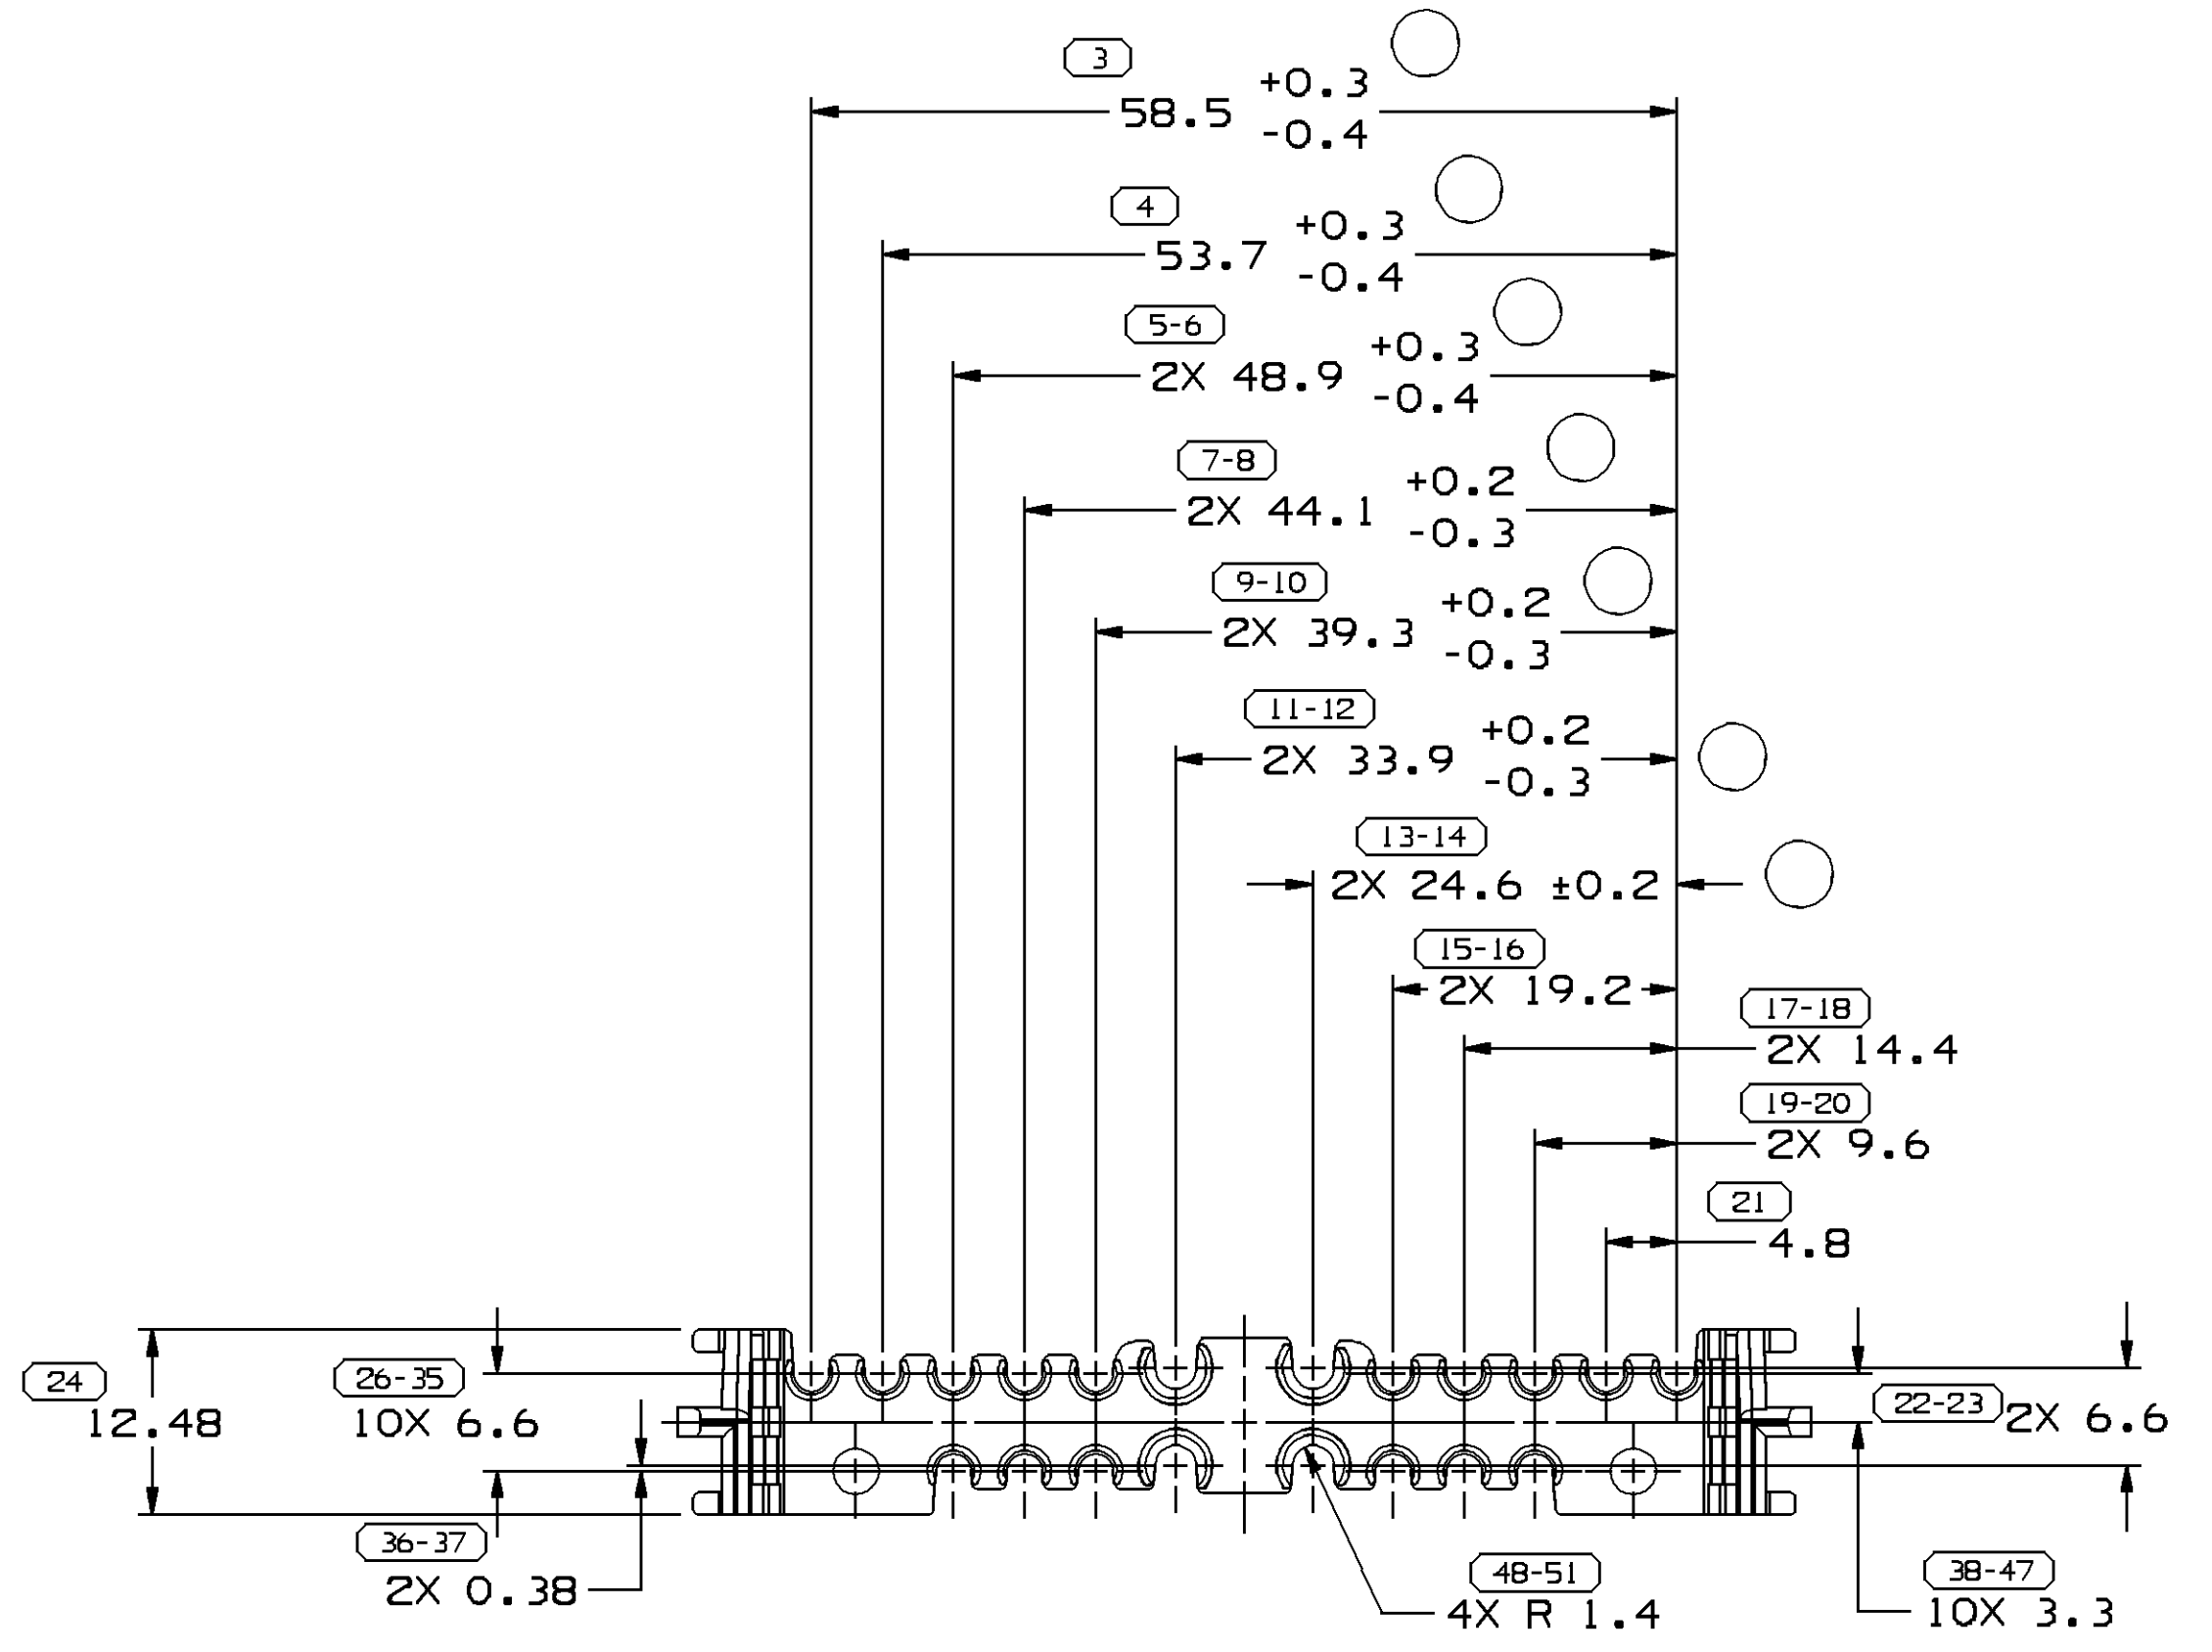 3
58.5 +0.3
-0.4
4
53.7 +0.3
-0.4
5-6
2X 48.9 +0.3
-0.4
7-8
2X 44.1 +0.2
-0.3
9-10
2X 39.3 +0.2
-0.3
11-12
2X 33.9 +0.2
-0.3
13-14
2X 24.6 ±0.2
15-16
2X 19.2
17-18
2X 14.4
19-20
2X 9.6
21
4.8
24
12.48
26-35
10X 6.6
22-23
2X 6.6
36-37
2X 0.38
48-51
4X R 1.4
38-47
10X 3.3